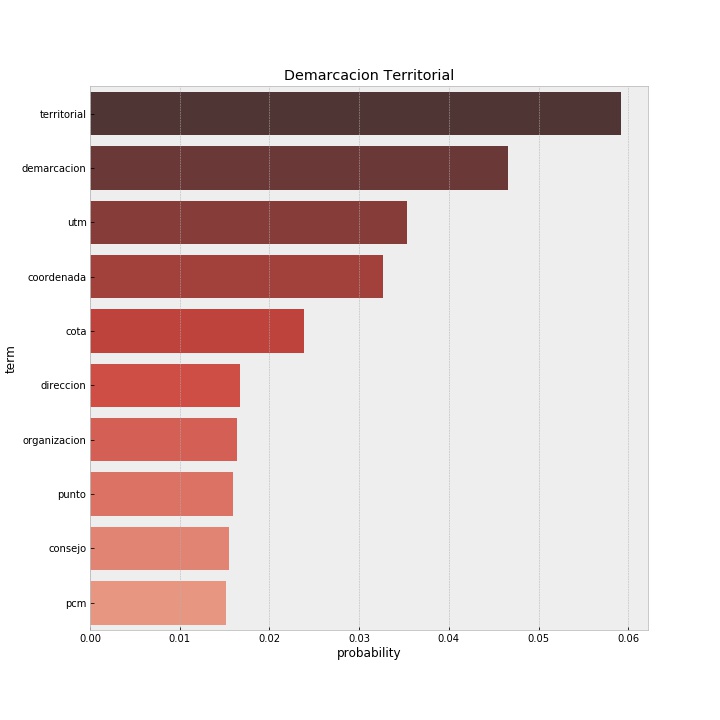 Demarcacion Territorial
territorial
demarcacion
utm
coordenada
cota
direccion
organizacion
punto
consejo
pcm
term
0.00 0.01 0.02 0.03 0.04 0.05 0.06
probability